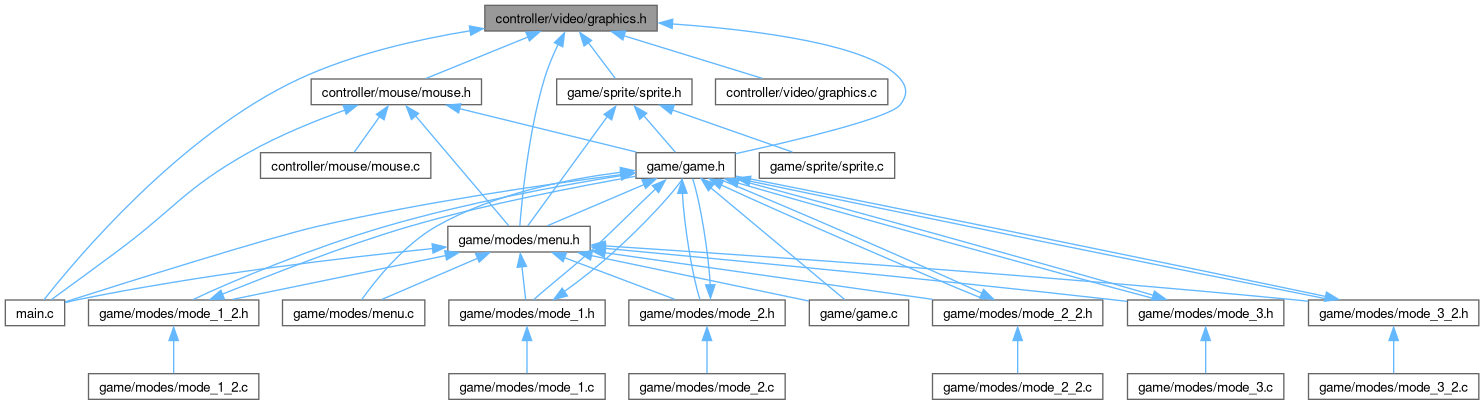 controller/video/graphics.h
controller/mouse/mouse.h
game/sprite/sprite.h
controller/video/graphics.c
controller/mouse/mouse.c
game/game.h
game/sprite/sprite.c
game/modes/menu.h
main.c
game/modes/mode_1_2.h
game/modes/menu.c
game/modes/mode_1.h
game/modes/mode_2.h
game/game.c
game/modes/mode_2_2.h
game/modes/mode_3.h
game/modes/mode_3_2.h
game/modes/mode_1_2.c
game/modes/mode_1.c
game/modes/mode_2.c
game/modes/mode_2_2.c
game/modes/mode_3.c
game/modes/mode_3_2.c